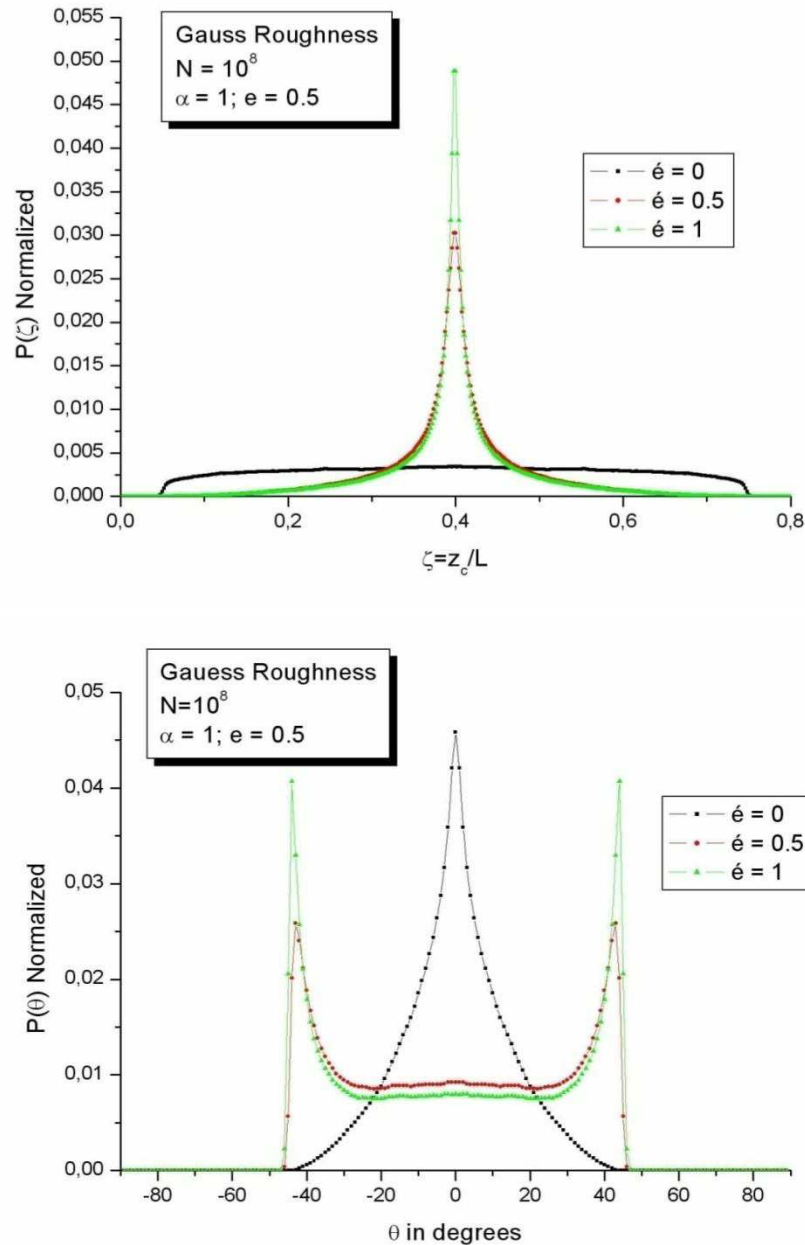 Gauss Roughness
N = 10⁸
α = 1; e = 0.5
é = 0
é = 0.5
é = 1
P(ζ) Normalized
0,055
0,050
0,045
0,040
0,035
0,030
0,025
0,020
0,015
0,010
0,005
0,000
0,0 0,2 0,4 0,6 0,8
ζ=z_c/L
Gauess Roughness
N=10⁸
α = 1; e = 0.5
é = 0
é = 0.5
é = 1
P(θ) Normalized
0,05
0,04
0,03
0,02
0,01
0,00
-80 -60 -40 -20 0 20 40 60 80
θ in degrees